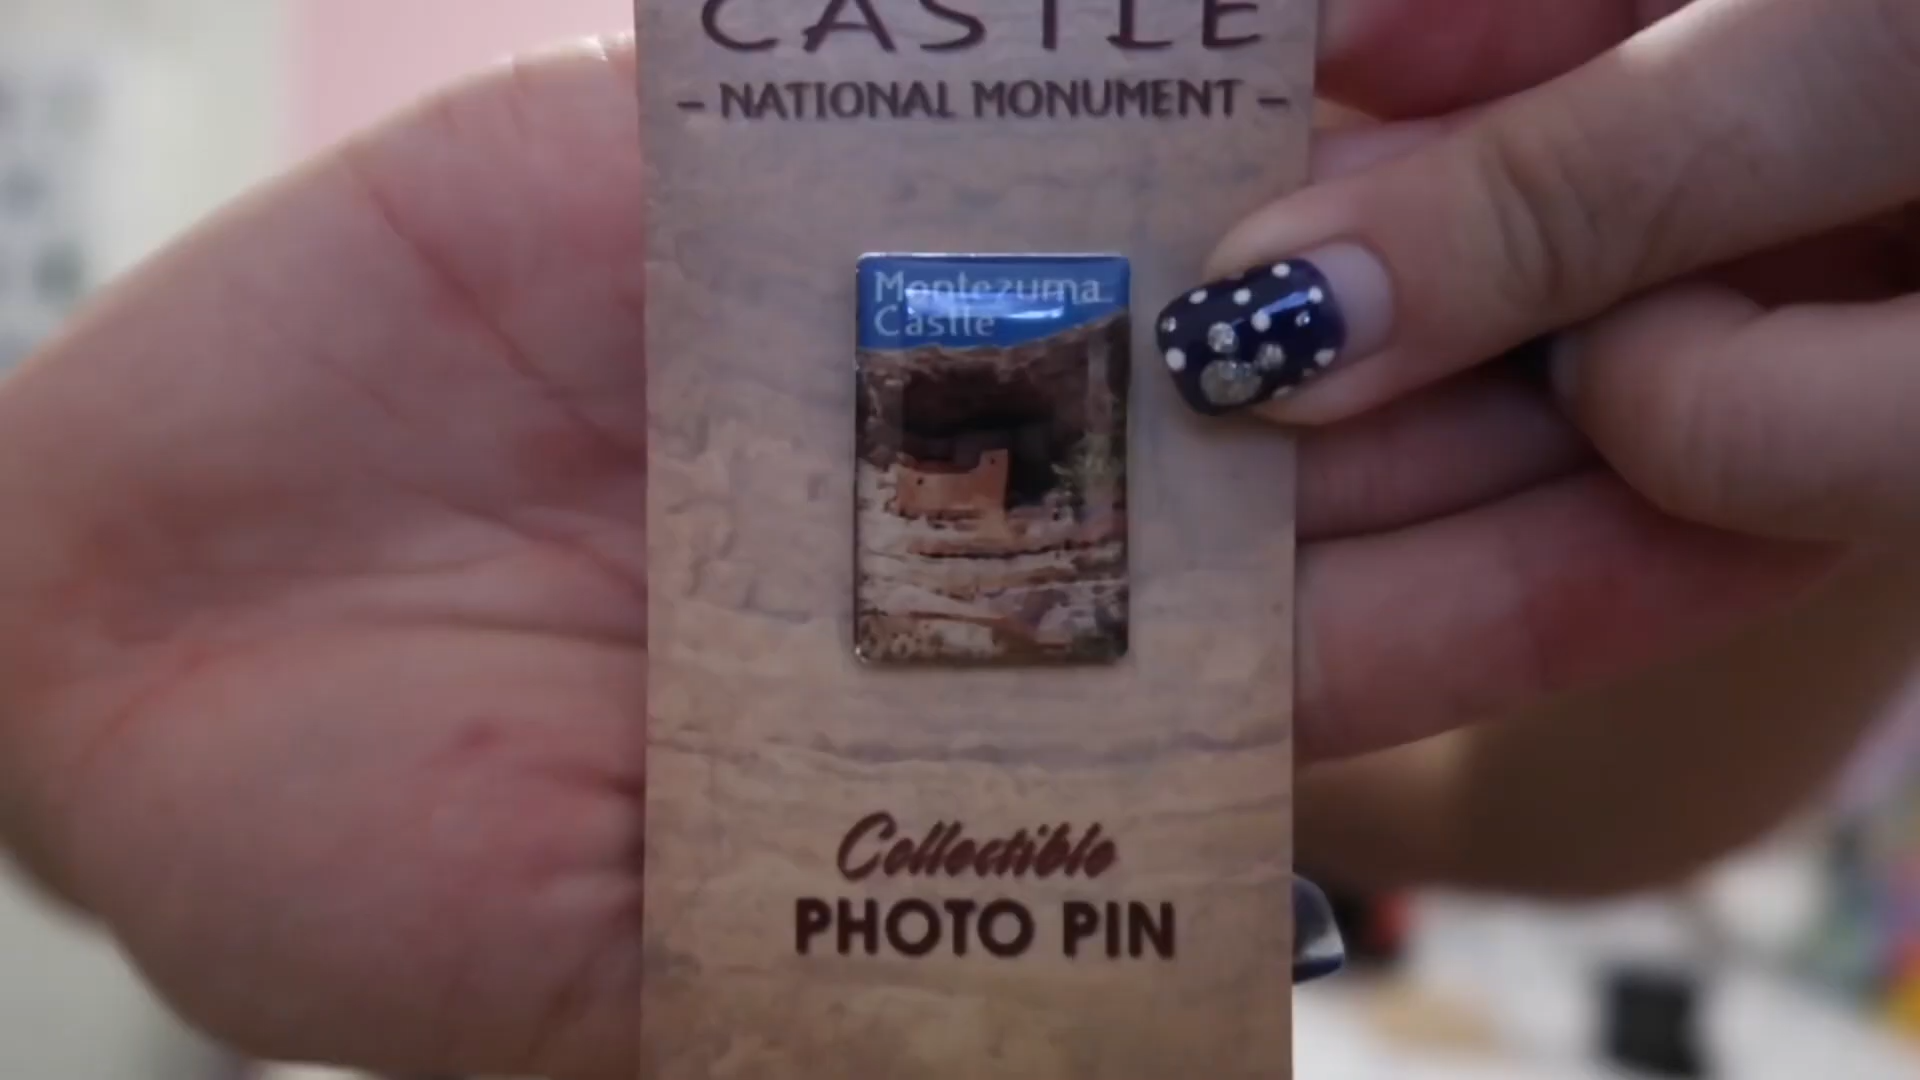 CASTLE
– NATIONAL MONUMENT –
Montezuma
Castle
Collectible
PHOTO PIN